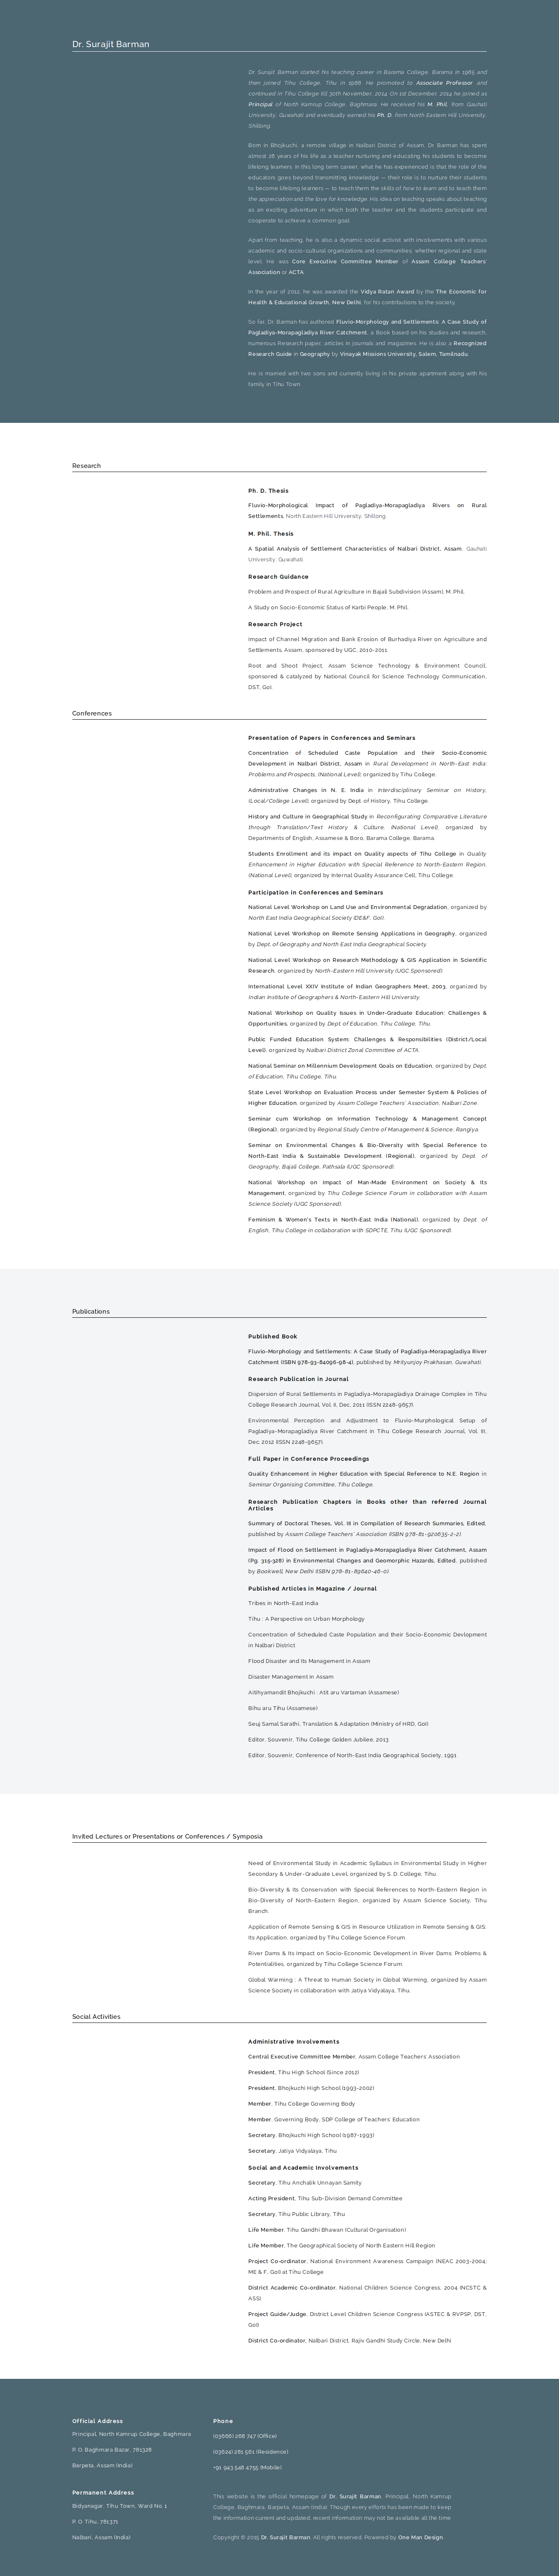 Dr. Surajit Barman
Dr Surajit Barman started his teaching career in Barama College, Barama in 1985 and
then joined Tihu College, Tihu in 1988. He promoted to Associate Professor and
continued in Tihu College till 30th November, 2014. On 1st December, 2014 he joined as
Principal of North Kamrup College, Baghmara. He received his M. Phil. from Gauhati
University, Guwahati and eventually earned his Ph. D. from North Eastern Hill University,
Shillong.
Born in Bhojkuchi, a remote village in Nalbari District of Assam, Dr Barman has spent
almost 28 years of his life as a teacher nurturing and educating his students to become
lifelong learners. In this long term career, what he has experienced is that the role of the
educators goes beyond transmitting knowledge — their role is to nurture their students
to become lifelong learners — to teach them the skills of how to learn and to teach them
the appreciation and the love for knowledge. His idea on teaching speaks about teaching
as an exciting adventure in which both the teacher and the students participate and
cooperate to achieve a common goal.
Apart from teaching, he is also a dynamic social activist with involvements with various
academic and socio-cultural organizations and communities, whether regional and state
level. He was Core Executive Committee Member of Assam College Teachers'
Association or ACTA.
In the year of 2012, he was awarded the Vidya Ratan Award by the The Economic for
Health & Educational Growth, New Delhi, for his contributions to the society.
So far, Dr. Barman has authored Fluvio-Morphology and Settlements: A Case Study of
Pagladiya-Morapagladiya River Catchment, a Book based on his studies and research,
numerous Research paper, articles in journals and magazines. He is also a Recognized
Research Guide in Geography by Vinayak Missions University, Salem, Tamilnadu.
He is married with two sons and currently living in his private apartment along with his
family in Tihu Town.
Research
Ph. D. Thesis
Fluvio-Morphological Impact of Pagladiya-Morapagladiya Rivers on Rural
Settlements, North Eastern Hill University, Shillong.
M. Phil. Thesis
A Spatial Analysis of Settlement Characteristics of Nalbari District, Assam, Gauhati
University, Guwahati.
Research Guidance
Problem and Prospect of Rural Agriculture in Bajali Subdivision (Assam), M. Phil.
A Study on Socio-Economic Status of Karbi People, M. Phil.
Research Project
Impact of Channel Migration and Bank Erosion of Burhadiya River on Agriculture and
Settlements, Assam, sponsored by UGC, 2010-2011.
Root and Shoot Project, Assam Science Technology & Environment Council,
sponsored & catalyzed by National Council for Science Technology Communication,
DST, GoI.
Conferences
Presentation of Papers in Conferences and Seminars
Concentration of Scheduled Caste Population and their Socio-Economic
Development in Nalbari District, Assam in Rural Development in North-East India:
Problems and Prospects, (National Level), organized by Tihu College.
Administrative Changes in N. E. India in Interdisciplinary Seminar on History,
(Local/College Level), organized by Dept. of History, Tihu College.
History and Culture in Geographical Study in Reconfigurating Comparative Literature
through Translation/Text History & Culture, (National Level), organized by
Departments of English, Assamese & Boro, Barama College, Barama.
Students Enrollment and its impact on Quality aspects of Tihu College in Quality
Enhancement in Higher Education with Special Reference to North-Eastern Region,
(National Level), organized by Internal Quality Assurance Cell, Tihu College.
Participation in Conferences and Seminars
National Level Workshop on Land Use and Environmental Degradation, organized by
North East India Geographical Society (DE&F, GoI).
National Level Workshop on Remote Sensing Applications in Geography, organized
by Dept. of Geography and North East India Geographical Society.
National Level Workshop on Research Methodology & GIS Application in Scientific
Research, organized by North-Eastern Hill University (UGC Sponsored).
International Level XXIV Institute of Indian Geographers Meet, 2003, organized by
Indian Institute of Geographers & North-Eastern Hill University.
National Workshop on Quality Issues in Under-Graduate Education: Challenges &
Opportunities, organized by Dept of Education, Tihu College, Tihu.
Public Funded Education System: Challenges & Responsibilities (District/Local
Level), organized by Nalbari District Zonal Committee of ACTA.
National Seminar on Millennium Development Goals on Education, organized by Dept.
of Education, Tihu College, Tihu.
State Level Workshop on Evaluation Process under Semester System & Policies of
Higher Education, organized by Assam College Teachers' Association, Nalbari Zone.
Seminar cum Workshop on Information Technology & Management Concept
(Regional), organized by Regional Study Centre of Management & Science, Rangiya.
Seminar on Environmental Changes & Bio-Diversity with Special Reference to
North-East India & Sustainable Development (Regional), organized by Dept. of
Geography, Bajali College, Pathsala (UGC Sponsored).
National Workshop on Impact of Man-Made Environment on Society & Its
Management, organized by Tihu College Science Forum in collaboration with Assam
Science Society (UGC Sponsored).
Feminism & Women's Texts in North-East India (National), organized by Dept of
English, Tihu College in collaboration with SDPCTE, Tihu (UGC Sponsored).
Publications
Published Book
Fluvio-Morphology and Settlements: A Case Study of Pagladiya-Morapagladiya River
Catchment (ISBN 978-93-84096-98-4), published by Mrityunjoy Prakhasan, Guwahati.
Research Publication in Journal
Dispersion of Rural Settlements in Pagladiya-Morapagladiya Drainage Complex in Tihu
College Research Journal, Vol. II, Dec, 2011 (ISSN 2248-9657).
Environmental Perception and Adjustment to Fluvio-Murphological Setup of
Pagladiya-Morapagladiya River Catchment in Tihu College Research Journal, Vol. III,
Dec, 2012 (ISSN 2248-9657).
Full Paper in Conference Proceedings
Quality Enhancement in Higher Education with Special Reference to N.E. Region in
Seminar Organising Committee, Tihu College.
Research Publication Chapters in Books other than referred Journal
Articles
Summary of Doctoral Theses, Vol. III in Compilation of Research Summaries, Edited,
published by Assam College Teachers' Association (ISBN 978-81-920635-2-2).
Impact of Flood on Settlement in Pagladiya-Morapagladiya River Catchment, Assam
(Pg. 315-328) in Environmental Changes and Geomorphic Hazards, Edited, published
by Bookwell, New Delhi (ISBN 978-81-89640-46-0).
Published Articles in Magazine / Journal
Tribes in North-East India
Tihu : A Perspective on Urban Morphology
Concentration of Scheduled Caste Population and their Socio-Economic Devlopment
in Nalbari District
Flood Disaster and Its Management in Assam
Disaster Management in Assam
Aitihyamandit Bhojkuchi : Atit aru Vartaman (Assamese)
Bihu aru Tihu (Assamese)
Seuj Samal Sarathi, Translation & Adaptation (Ministry of HRD, GoI)
Editor, Souvenir, Tihu College Golden Jubilee, 2013
Editor, Souvenir, Conference of North-East India Geographical Society, 1991
Invited Lectures or Presentations or Conferences / Symposia
Need of Environmental Study in Academic Syllabus in Environmental Study in Higher
Secondary & Under-Graduate Level, organized by S. D. College, Tihu.
Bio-Diversity & Its Conservation with Special References to North-Eastern Region in
Bio-Diversity of North-Eastern Region, organized by Assam Science Society, Tihu
Branch.
Application of Remote Sensing & GIS in Resource Utilization in Remote Sensing & GIS:
Its Application, organized by Tihu College Science Forum.
River Dams & Its Impact on Socio-Economic Development in River Dams: Problems &
Potentialities, organized by Tihu College Science Forum.
Global Warming : A Threat to Human Society in Global Warming, organized by Assam
Science Society in collaboration with Jatiya Vidyalaya, Tihu.
Social Activities
Administrative Involvements
Central Executive Committee Member, Assam College Teachers' Association
President, Tihu High School (Since 2012)
President, Bhojkuchi High School (1993-2002)
Member, Tihu College Governing Body
Member, Governing Body, SDP College of Teachers' Education
Secretary, Bhojkuchi High School (1987-1993)
Secretary, Jatiya Vidyalaya, Tihu
Social and Academic Involvements
Secretary, Tihu Anchalik Unnayan Samity
Acting President, Tihu Sub-Division Demand Committee
Secretary, Tihu Public Library, Tihu
Life Member, Tihu Gandhi Bhawan (Cultural Organisation)
Life Member, The Geographical Society of North Eastern Hill Region
Project Co-ordinator, National Environment Awareness Campaign (NEAC 2003-2004;
ME & F, GoI) at Tihu College
District Academic Co-ordinator, National Children Science Congress, 2004 (NCSTC &
ASS).
Project Guide/Judge, District Level Children Science Congress (ASTEC & RVPSP, DST,
GoI)
District Co-ordinator, Nalbari District, Rajiv Gandhi Study Circle, New Delhi
Official Address
Principal, North Kamrup College, Baghmara
P. O. Baghmara Bazar, 781328
Barpeta, Assam (India)
Permanent Address
Bidyanagar, Tihu Town, Ward No. 1
P. O. Tihu, 781371
Nalbari, Assam (India)
Phone
(03666) 268 747 (Office)
(03624) 281 561 (Residence)
+91 943 548 4755 (Mobile)
This website is the official homepage of Dr. Surajit Barman, Principal, North Kamrup
College, Baghmara, Barpeta, Assam (India). Though every efforts has been made to keep
the information current and updated, recent information may not be available all the time.
Copyright © 2015 Dr. Surajit Barman. All rights reserved. Powered by One Man Design.